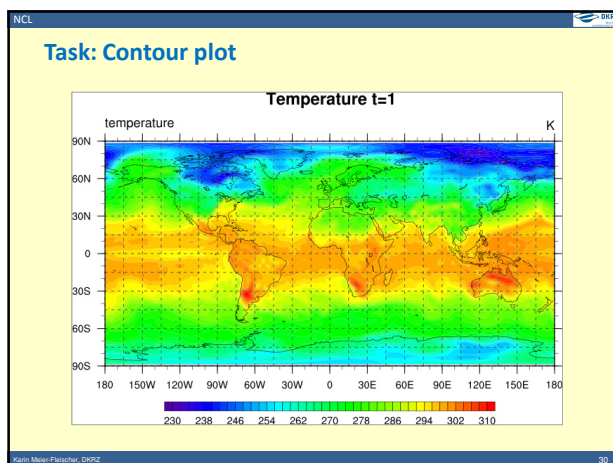 NCL
DKRZ
Task: Contour plot
Temperature t=1
temperature K
90N
60N
30N
0
30S
60S
90S
180 150W 120W 90W 60W 30W 0 30E 60E 90E 120E 150E 180
230 238 246 254 262 270 278 286 294 302 310
Karin Meier-Fleischer, DKRZ 30